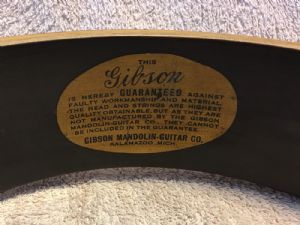 THIS
Gibson
IS HEREBY GUARANTEED AGAINST
FAULTY WORKMANSHIP AND MATERIAL.
THE HEAD AND STRINGS ARE HIGHEST
QUALITY OBTAINABLE, BUT AS THEY ARE
NOT MANUFACTURED BY THE GIBSON
MANDOLIN-GUITAR CO., THEY CANNOT
BE INCLUDED IN THE GUARANTEE.
GIBSON MANDOLIN-GUITAR CO.
KALAMAZOO, MICH.